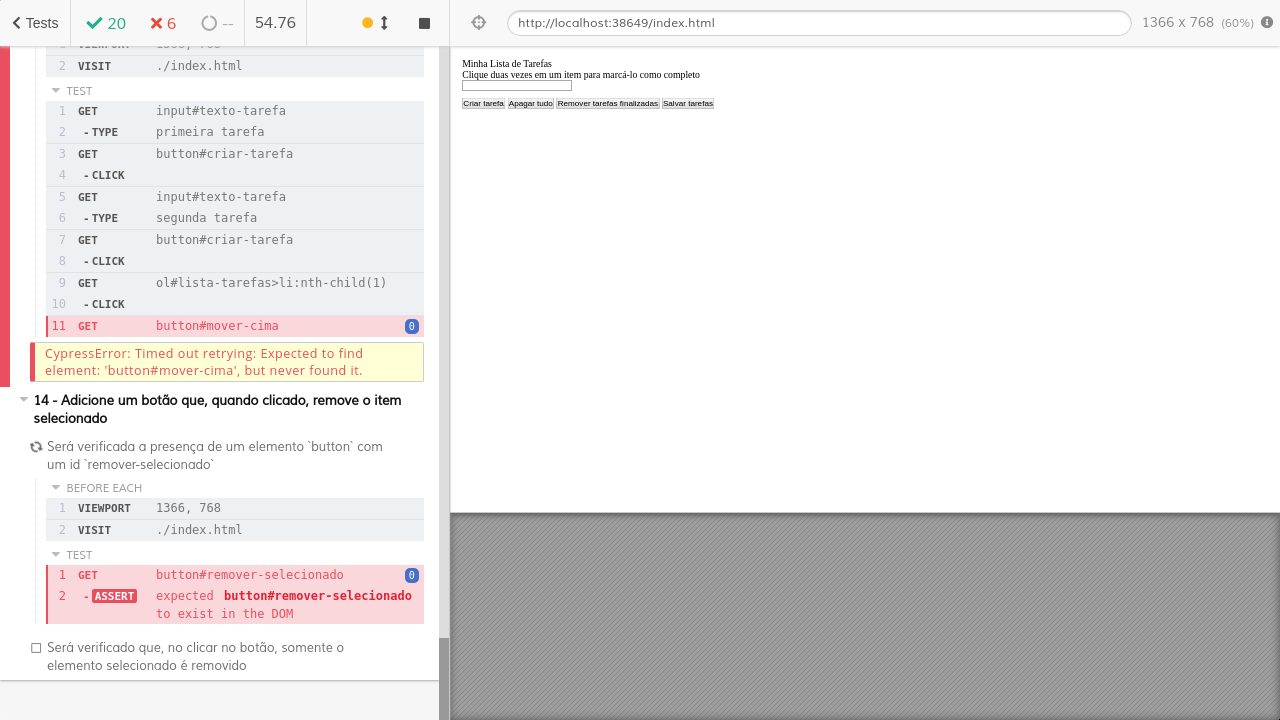 Tests 20 6 -- 54.76
http://localhost:38649/index.html 1366 x 768 (60%)
2 VISIT ./index.html
TEST
1 GET input#texto-tarefa
2 -TYPE primeira tarefa
3 GET button#criar-tarefa
4 -CLICK
5 GET input#texto-tarefa
6 -TYPE segunda tarefa
7 GET button#criar-tarefa
8 -CLICK
9 GET ol#lista-tarefas>li:nth-child(1)
10 -CLICK
11 GET button#mover-cima 0
CypressError: Timed out retrying: Expected to find
element: 'button#mover-cima', but never found it.
14 - Adicione um botão que, quando clicado, remove o item
selecionado
Será verificada a presença de um elemento `button` com
um id `remover-selecionado`
BEFORE EACH
1 VIEWPORT 1366, 768
2 VISIT ./index.html
TEST
1 GET button#remover-selecionado 0
2 -ASSERT expected button#remover-selecionado
to exist in the DOM
Será verificado que, no clicar no botão, somente o
elemento selecionado é removido
Minha Lista de Tarefas
Clique duas vezes em um item para marcá-lo como completo
Criar tarefa Apagar tudo Remover tarefas finalizadas Salvar tarefas